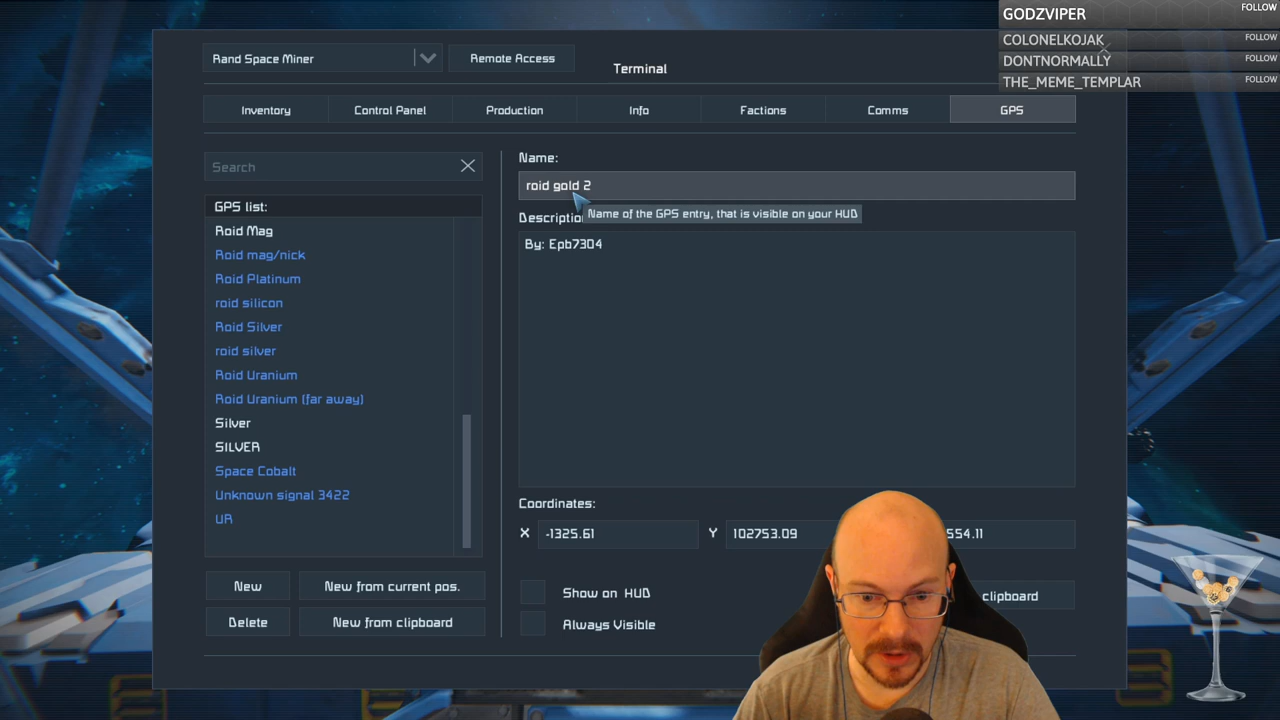 GODZVIPER FOLLOW
COLONELKOJAK FOLLOW
DONTNORMALLY FOLLOW
THE_MEME_TEMPLAR FOLLOW
Rand Space Miner
Remote Access
Terminal
Inventory
Control Panel
Production
Info
Factions
Comms
GPS
Search
GPS list:
Roid Mag
Roid mag/nick
Roid Platinum
roid silicon
Roid Silver
roid silver
Roid Uranium
Roid Uranium (far away)
Silver
SILVER
Space Cobalt
Unknown signal 3422
UR
New
New from current pos.
Delete
New from clipboard
Name:
roid gold 2
Name of the GPS entry, that is visible on your HUD
By: Epb7304
Coordinates:
X -1325.61
Y 102753.09
554.11
Show on HUD
Always Visible
clipboard